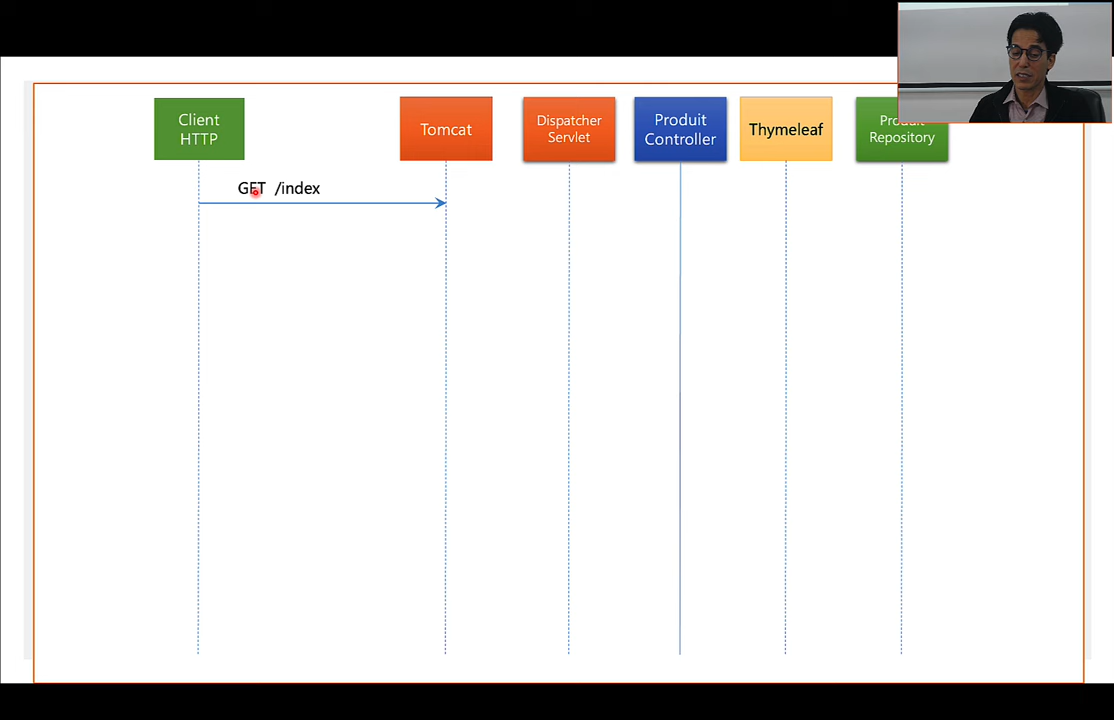 Client
HTTP
Tomcat
Dispatcher
Servlet
Produit
Controller
Thymeleaf
Produit
Repository
GET /index